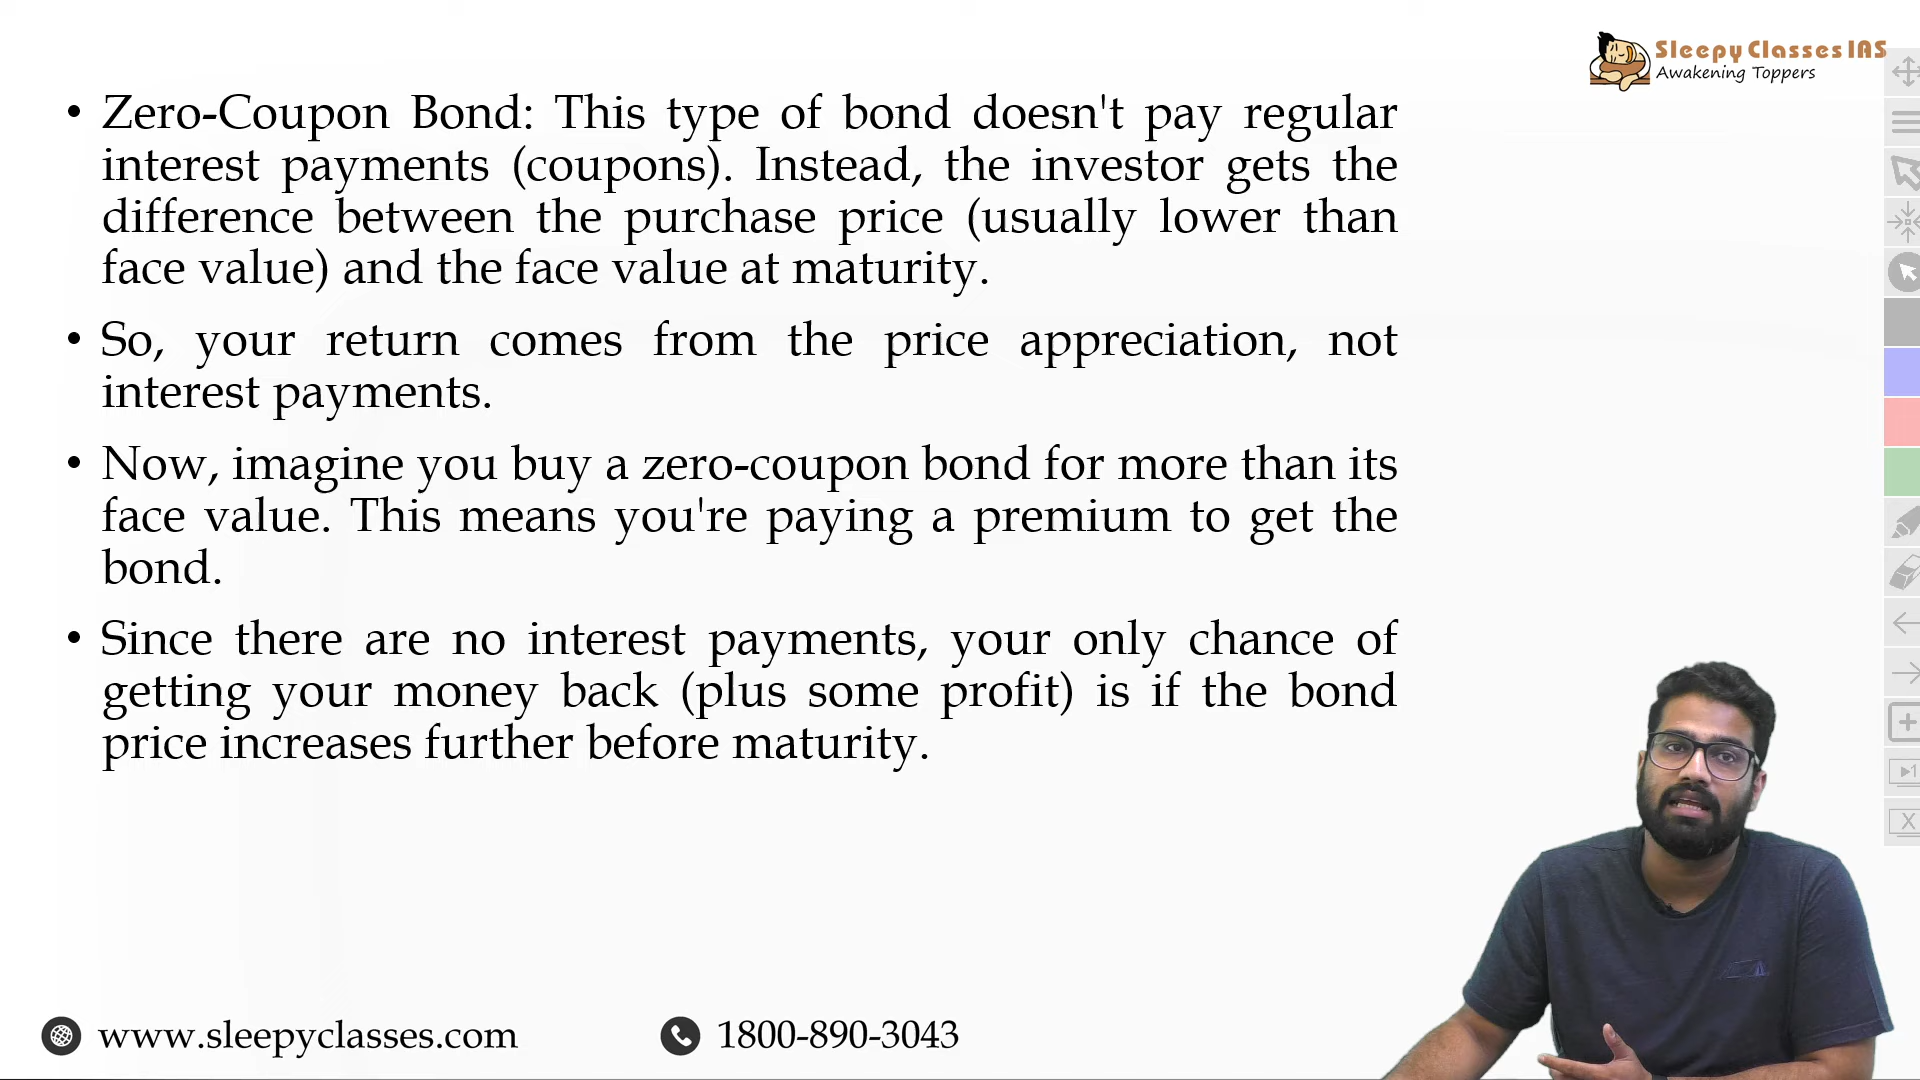 Sleepy Classes IAS
Awakening Toppers
• Zero-Coupon Bond: This type of bond doesn't pay regular
interest payments (coupons). Instead, the investor gets the
difference between the purchase price (usually lower than
face value) and the face value at maturity.
• So, your return comes from the price appreciation, not
interest payments.
• Now, imagine you buy a zero-coupon bond for more than its
face value. This means you're paying a premium to get the
bond.
• Since there are no interest payments, your only chance of
getting your money back (plus some profit) is if the bond
price increases further before maturity.
www.sleepyclasses.com
1800-890-3043